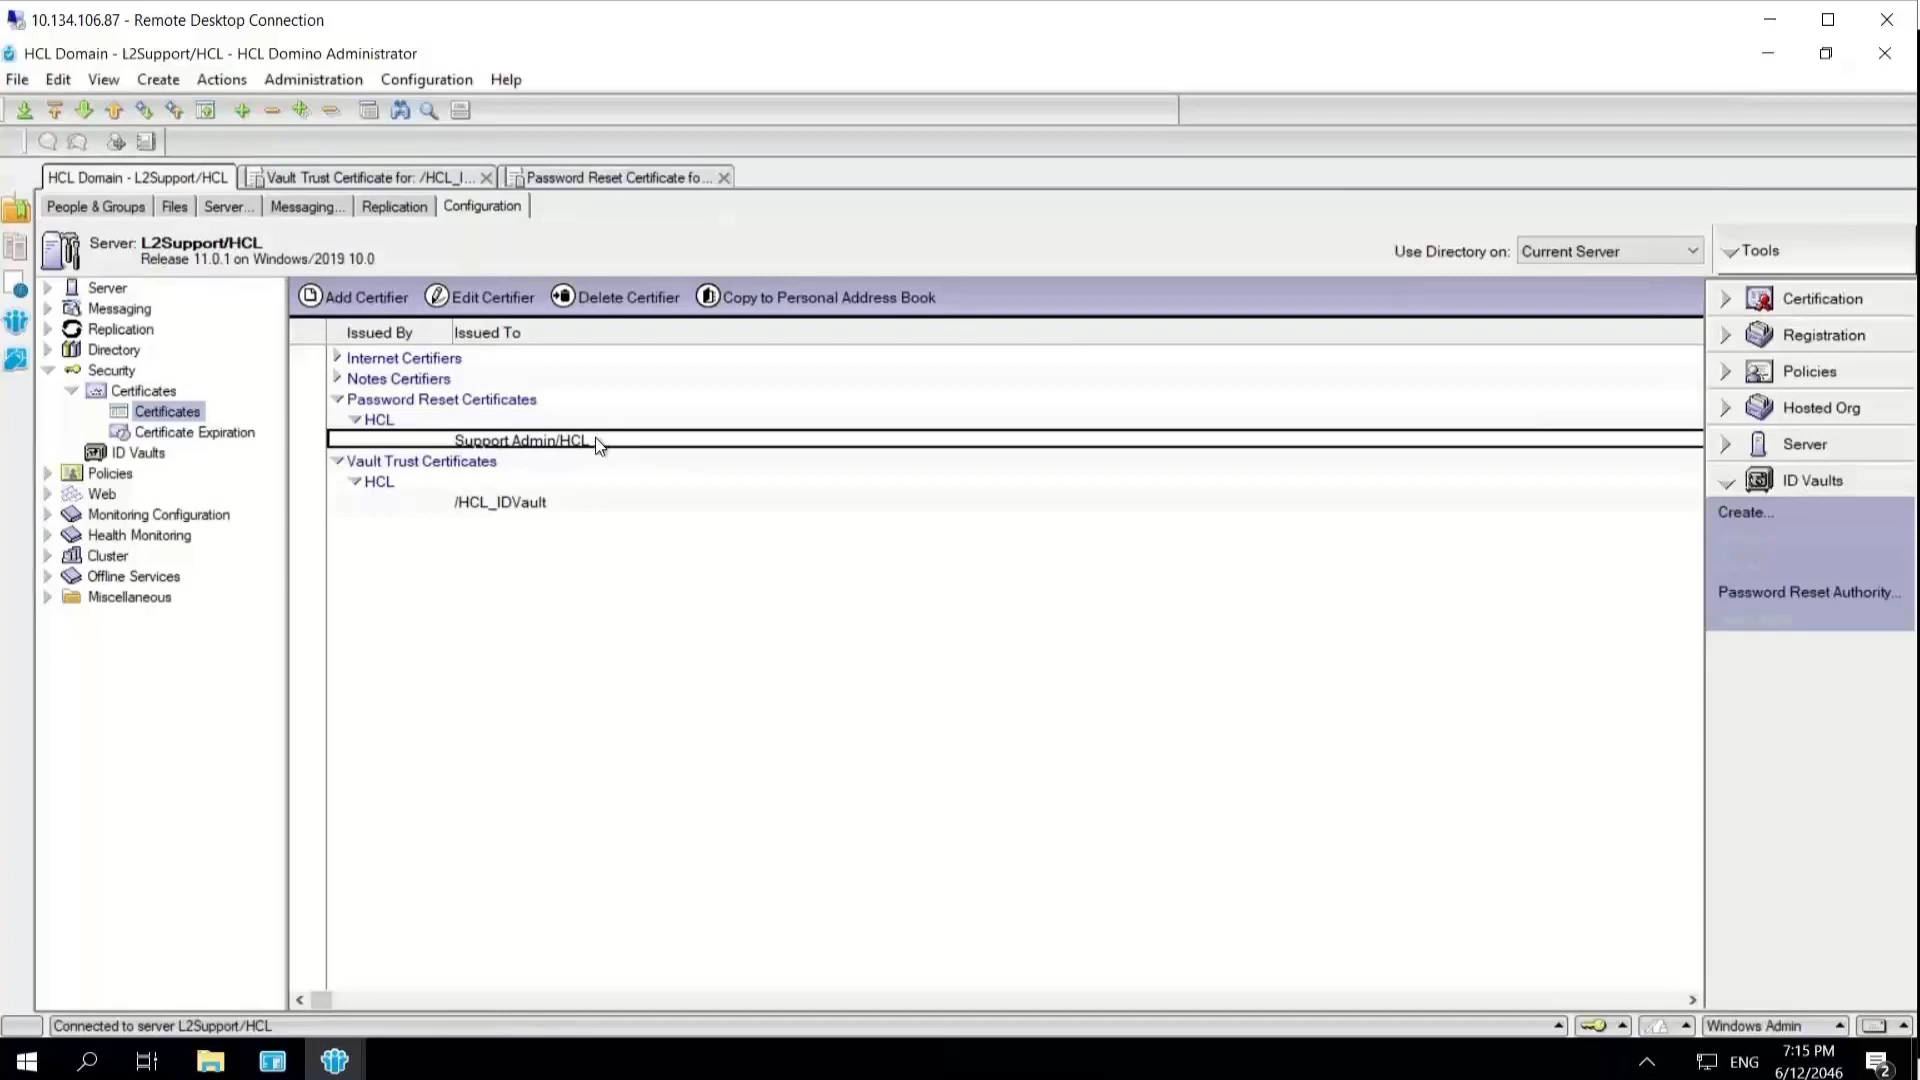 10.134.106.87 - Remote Desktop Connection
HCL Domain - L2Support/HCL - HCL Domino Administrator
File Edit View Create Actions Administration Configuration Help
HCL Domain - L2Support/HCL Vault Trust Certificate for: /HCL_I... Password Reset Certificate fo...
People & Groups Files Server... Messaging... Replication Configuration
Server: L2Support/HCL
Release 11.0.1 on Windows/2019 10.0
Use Directory on: Current Server
Tools
Server
Messaging
Replication
Directory
Security
Certificates
Certificates
Certificate Expiration
ID Vaults
Policies
Web
Monitoring Configuration
Health Monitoring
Cluster
Offline Services
Miscellaneous
Add Certifier Edit Certifier Delete Certifier Copy to Personal Address Book
Issued By Issued To
Internet Certifiers
Notes Certifiers
Password Reset Certificates
HCL
Support Admin/HCL
Vault Trust Certificates
HCL
/HCL_IDVault
Certification
Registration
Policies
Hosted Org
Server
ID Vaults
Create...
Password Reset Authority...
Connected to server L2Support/HCL
Windows Admin
ENG
7:15 PM
6/12/2046
2